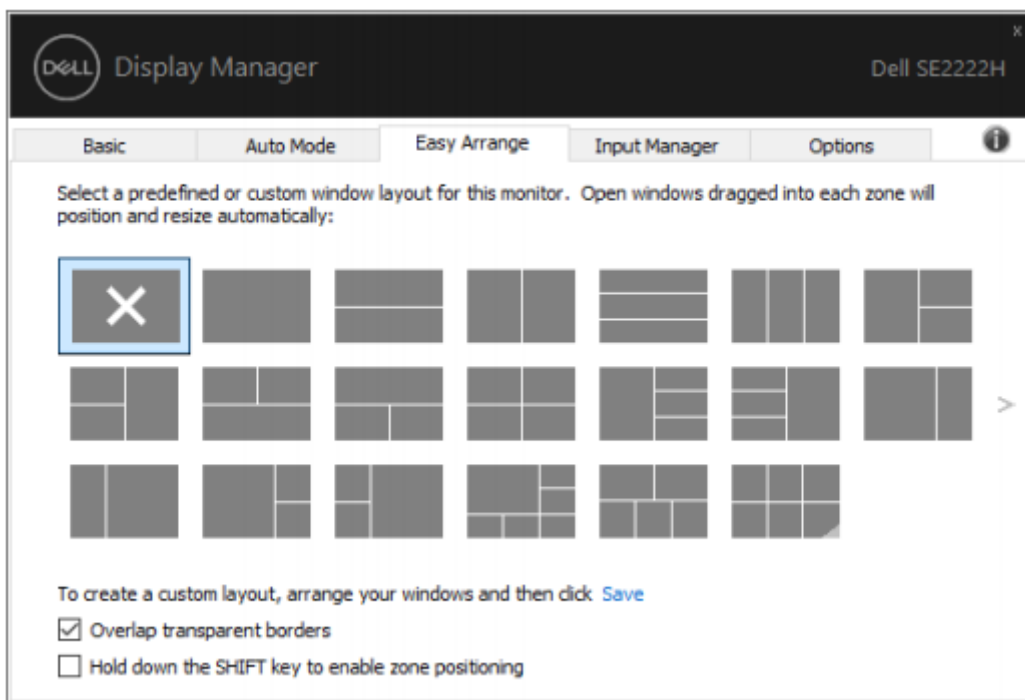 x
DELL
Display Manager
Dell SE2222H
Basic
Auto Mode
Easy Arrange
Input Manager
Options
i
Select a predefined or custom window layout for this monitor. Open windows dragged into each zone will
position and resize automatically:
>
To create a custom layout, arrange your windows and then click Save
Overlap transparent borders
Hold down the SHIFT key to enable zone positioning